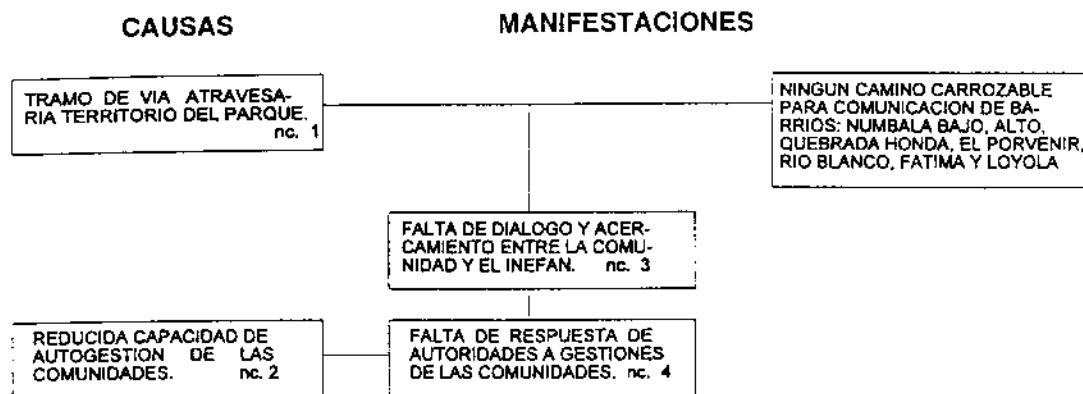 CAUSAS
MANIFESTACIONES
TRAMO DE VIA ATRAVESA-
RIA TERRITORIO DEL PARQUE.
nc. 1
NINGUN CAMINO CARROZABLE
PARA COMUNICACION DE BA-
RRIOS: NUMBALA BAJO, ALTO,
QUEBRADA HONDA, EL PORVENIR,
RIO BLANCO, FATIMA Y LOYOLA
FALTA DE DIALOGO Y ACER-
CAMIENTO ENTRE LA COMU-
NIDAD Y EL INEFAN. nc. 3
REDUCIDA CAPACIDAD DE
AUTOGESTION DE LAS
COMUNIDADES. nc. 2
FALTA DE RESPUESTA DE
AUTORIDADES A GESTIONES
DE LAS COMUNIDADES. nc. 4